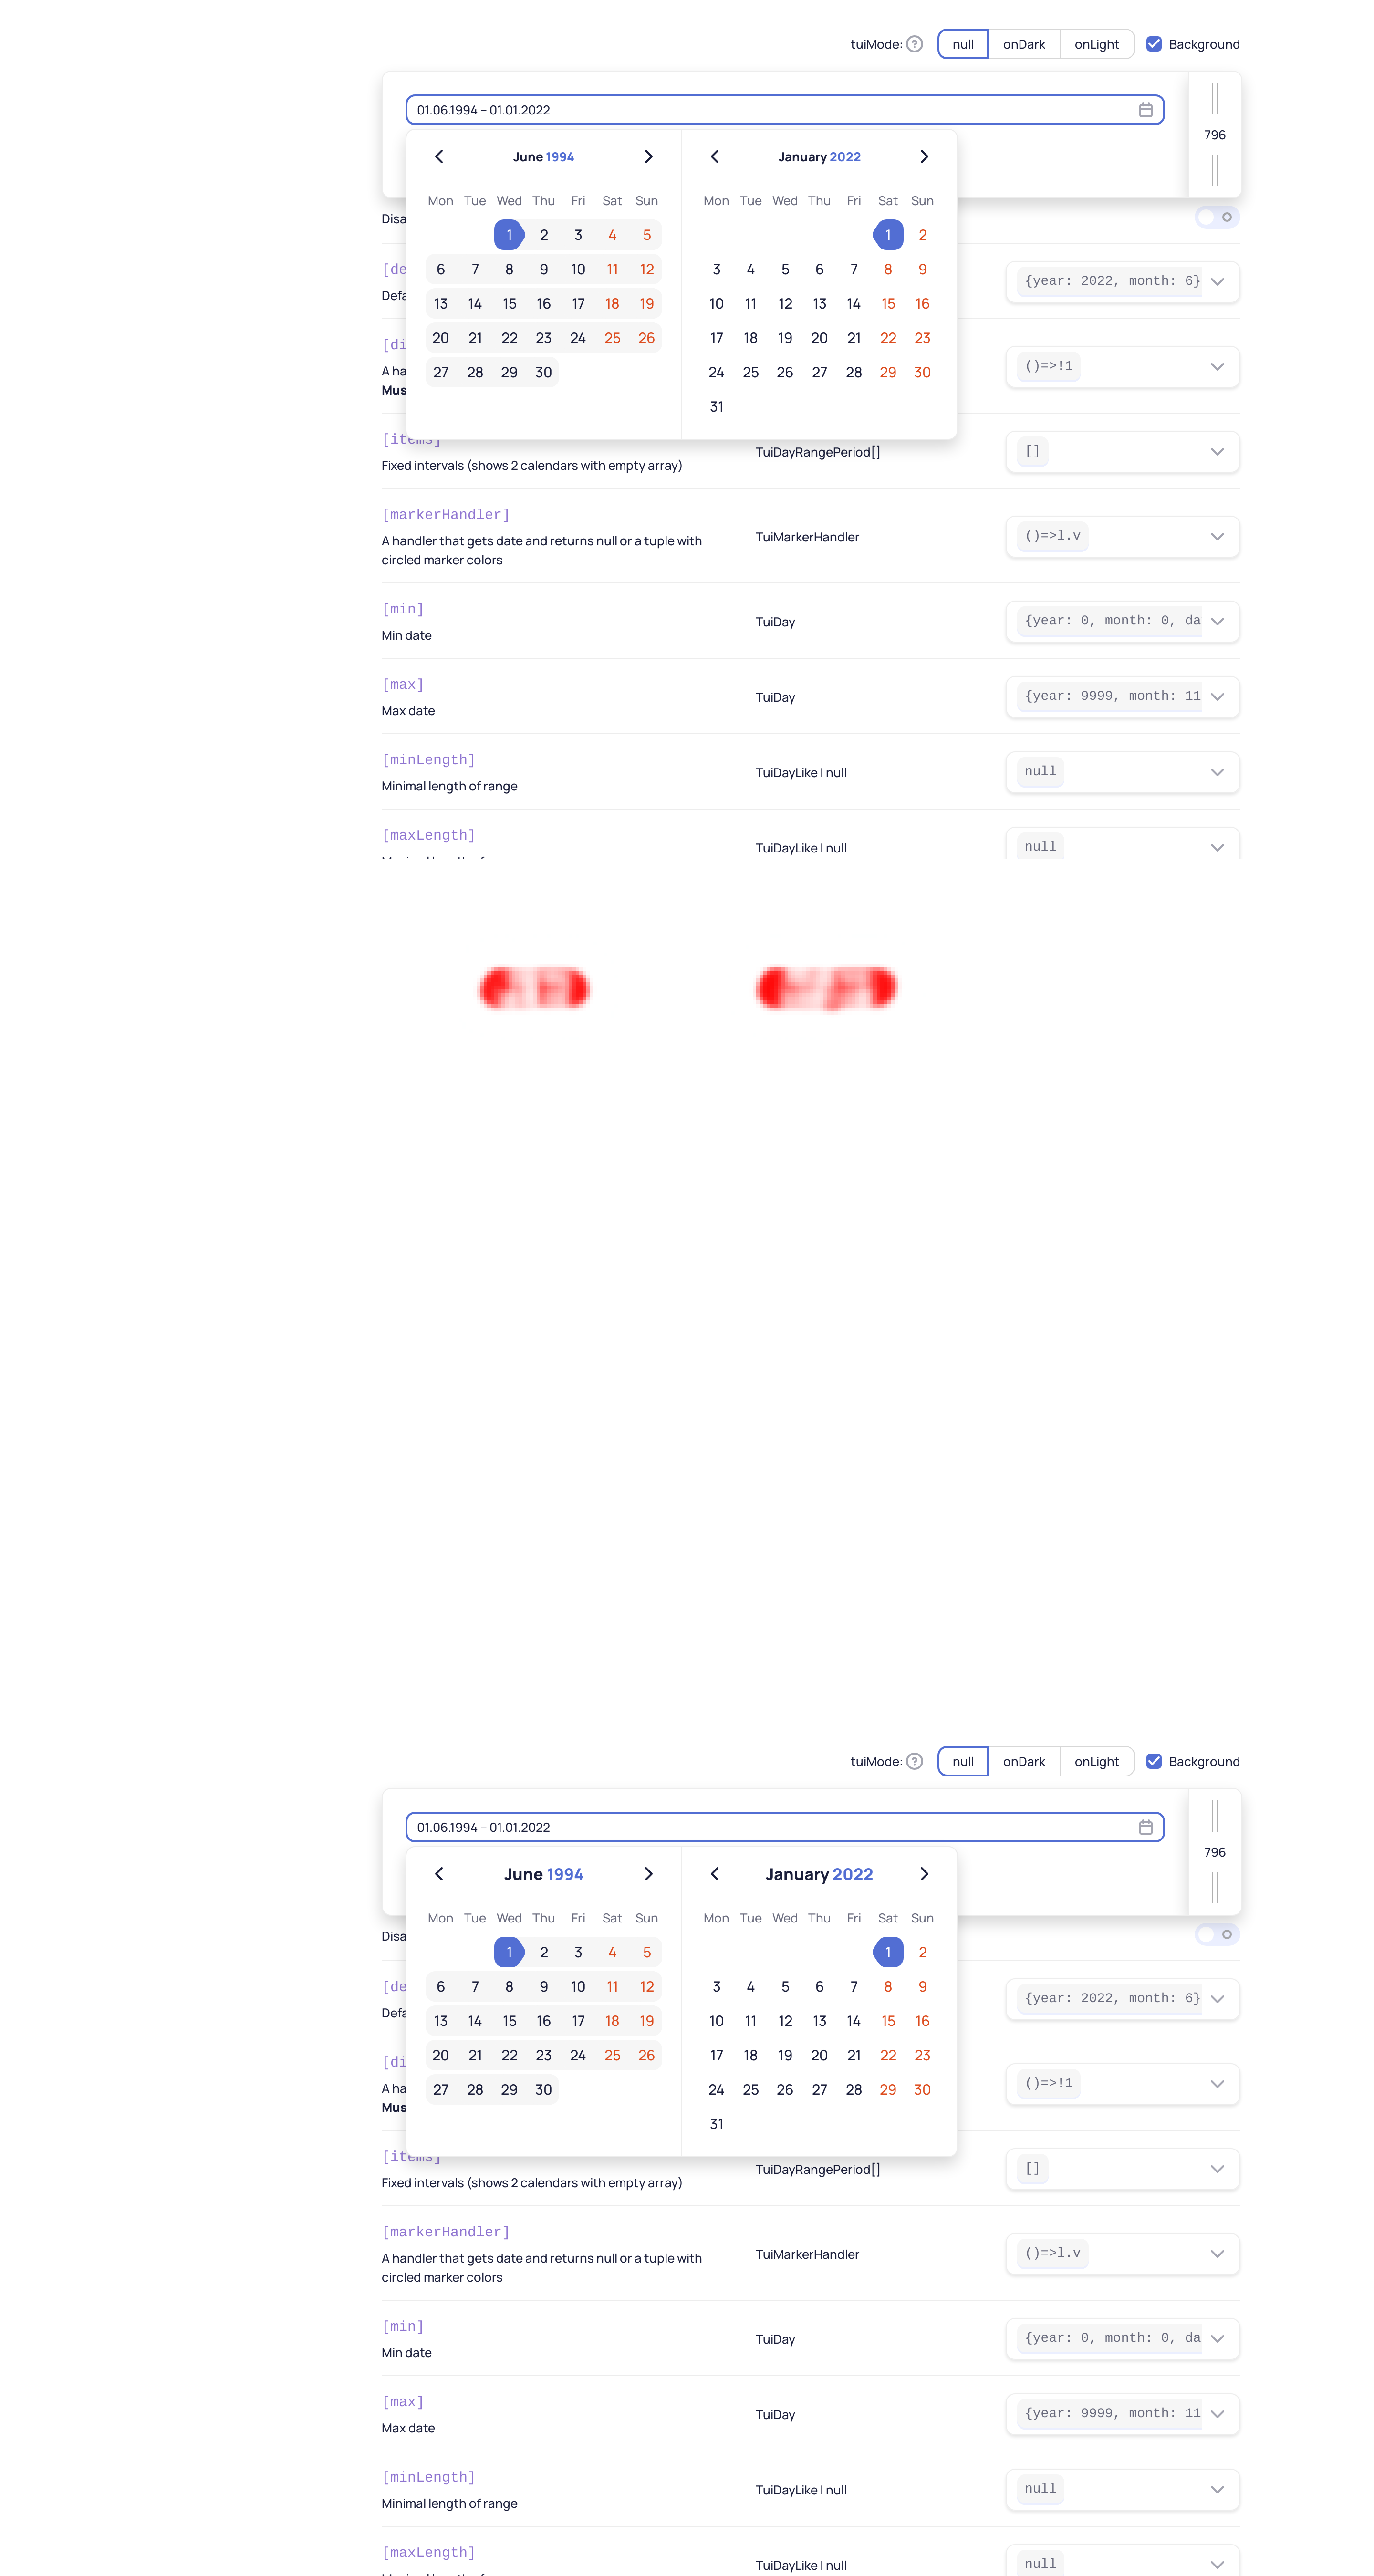 tuiMode: ? null onDark onLight Background
01.06.1994 – 01.01.2022
796
June 1994 January 2022
Mon Tue Wed Thu Fri Sat Sun Mon Tue Wed Thu Fri Sat Sun
1 2 3 4 5 1 2
6 7 8 9 10 11 12 3 4 5 6 7 8 9
13 14 15 16 17 18 19 10 11 12 13 14 15 16
20 21 22 23 24 25 26 17 18 19 20 21 22 23
27 28 29 30 24 25 26 27 28 29 30
31
Disa
[de
Defa
{year: 2022, month: 6}
[di
A ha
Mus
()=>!1
[items]
Fixed intervals (shows 2 calendars with empty array)
TuiDayRangePeriod[]
[]
[markerHandler]
A handler that gets date and returns null or a tuple with
circled marker colors
TuiMarkerHandler
()=>l.v
[min]
Min date
TuiDay
{year: 0, month: 0, da
[max]
Max date
TuiDay
{year: 9999, month: 11
[minLength]
Minimal length of range
TuiDayLike | null
null
[maxLength]
TuiDayLike | null
null
tuiMode: ? null onDark onLight Background
01.06.1994 – 01.01.2022
796
June 1994 January 2022
Mon Tue Wed Thu Fri Sat Sun Mon Tue Wed Thu Fri Sat Sun
1 2 3 4 5 1 2
6 7 8 9 10 11 12 3 4 5 6 7 8 9
13 14 15 16 17 18 19 10 11 12 13 14 15 16
20 21 22 23 24 25 26 17 18 19 20 21 22 23
27 28 29 30 24 25 26 27 28 29 30
31
Disa
[de
Defa
{year: 2022, month: 6}
[di
A ha
Mus
()=>!1
[items]
Fixed intervals (shows 2 calendars with empty array)
TuiDayRangePeriod[]
[]
[markerHandler]
A handler that gets date and returns null or a tuple with
circled marker colors
TuiMarkerHandler
()=>l.v
[min]
Min date
TuiDay
{year: 0, month: 0, da
[max]
Max date
TuiDay
{year: 9999, month: 11
[minLength]
Minimal length of range
TuiDayLike | null
null
[maxLength]
TuiDayLike | null
null